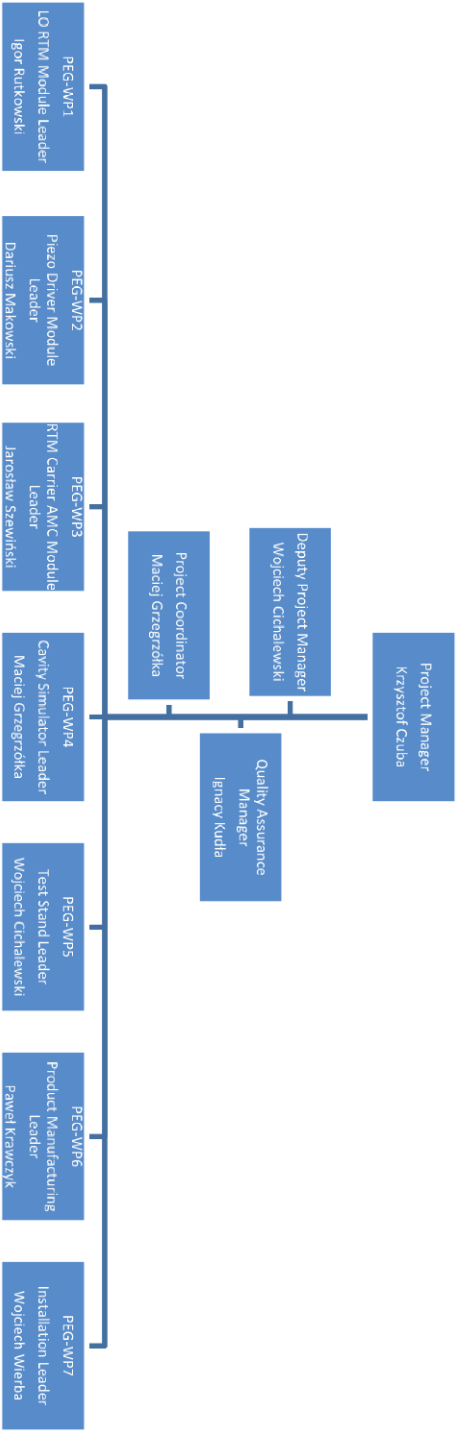 Project Manager
Krzysztof Czuba
Deputy Project Manager
Wojciech Cichalewski
Quality Assurance
Manager
Ignacy Kudła
Project Coordinator
Maciej Grzegrzółka
PEG-WP1
LO RTM Module Leader
Igor Rutkowski
PEG-WP2
Piezo Driver Module
Leader
Dariusz Makowski
PEG-WP3
RTM Carrier AMC Module
Leader
Jarosław Szewiński
PEG-WP4
Cavity Simulator Leader
Maciej Grzegrzółka
PEG-WP5
Test Stand Leader
Wojciech Cichalewski
PEG-WP6
Product Manufacturing
Leader
Paweł Krawczyk
PEG-WP7
Installation Leader
Wojciech Wierba